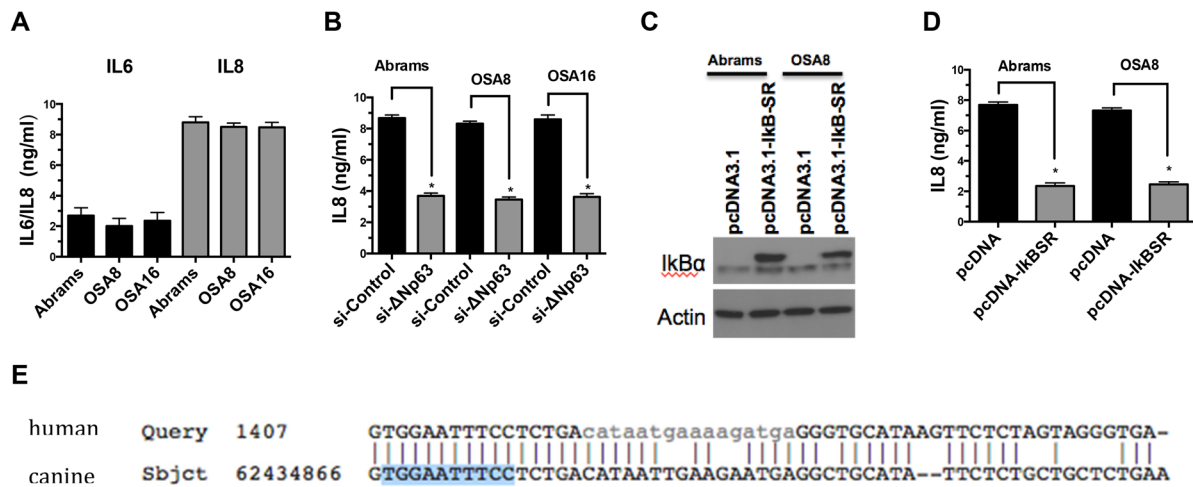 A
IL6 IL8
IL6/IL8 (ng/ml)
10
8
6
4
2
0
Abrams
OSA8
OSA16
Abrams
OSA8
OSA16
B
Abrams
OSA8
OSA16
IL8 (ng/ml)
10
8
6
4
2
0
*
*
*
si-Control
si-ΔNp63
si-Control
si-ΔNp63
si-Control
si-ΔNp63
C
Abrams OSA8
pcDNA3.1
pcDNA3.1-IkB-SR
pcDNA3.1
pcDNA3.1-IkB-SR
IkBα
Actin
D
Abrams
OSA8
IL8 (ng/ml)
10
8
6
4
2
0
*
*
pcDNA
pcDNA-IkBSR
pcDNA
pcDNA-IkBSR
E
human Query 1407 GTGGAATTTCCTCTGAcataatgaaaagatgaGGGTGCATAAGTTCTCTAGTAGGGTGA-
canine Sbjct 62434866 GTGGAATTTCCTCTGACATAATTGAAGAATGAGGCTGCATA--TTCTCTGCTGCTCTGAA